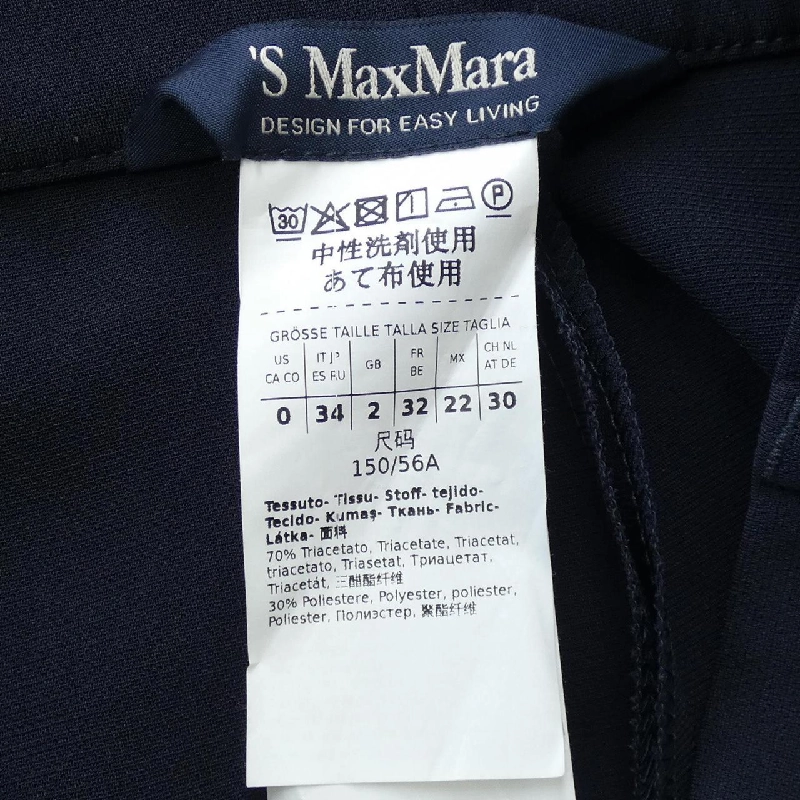 'S MaxMara
DESIGN FOR EASY LIVING
30 P
中性洗剤使用
あて布使用
GRÖSSE TAILLE TALLA SIZE TAGLIA
US CA CO IT JP ES RU GB FR BE MX CH NL AT DE
0 34 2 32 22 30
尺码
150/56A
Tessuto- Tissu- Stoff- tejido-
Tecido- Kumaş- Ткань- Fabric-
Látka- 面料
70% Triacetato, Triacetate, Triacetat,
triacetato, Triasetat, Триацетат,
Triacetát, 三醋酯纤维
30% Poliestere, Polyester, poliester,
Poliester, Полиэстер, 聚酯纤维